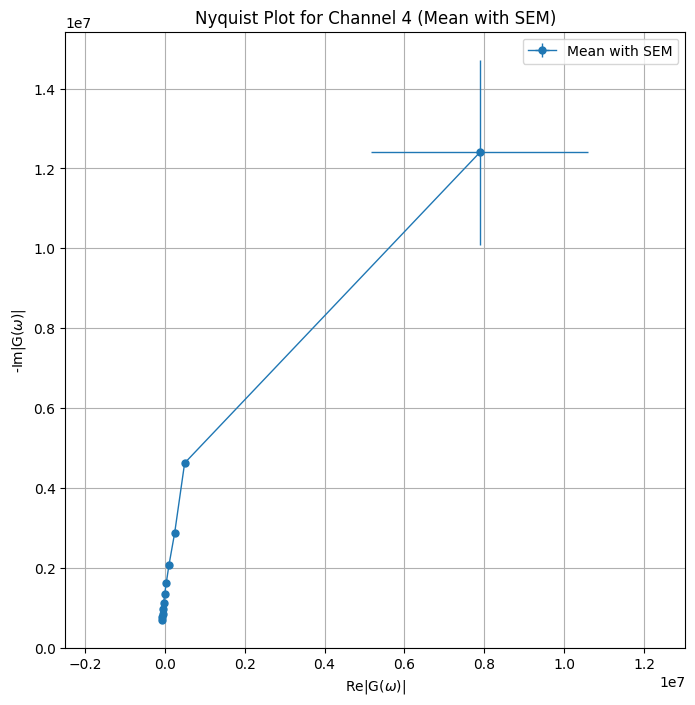 Nyquist Plot for Channel 4 (Mean with SEM)
1e7
Mean with SEM
1.4
1.2
1.0
0.8
0.6
0.4
0.2
0.0
-Im|G(ω)|
−0.2 0.0 0.2 0.4 0.6 0.8 1.0 1.2
1e7
Re|G(ω)|